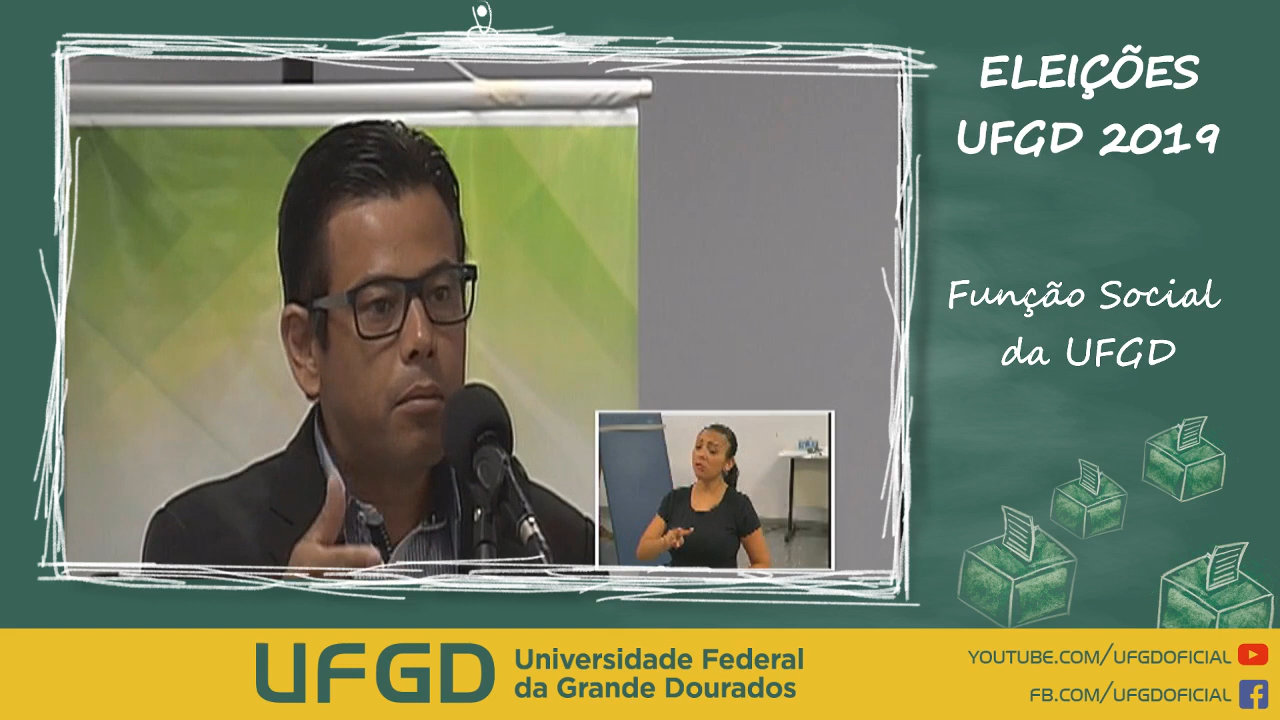 ELEIÇÕES
UFGD 2019
Função Social
da UFGD
UFGD
Universidade Federal
da Grande Dourados
YOUTUBE.COM/UFGDOFICIAL
FB.COM/UFGDOFICIAL